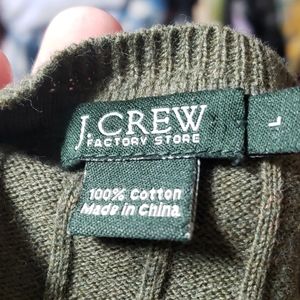 J.CREW
FACTORY STORE
L
100% Cotton
Made in China